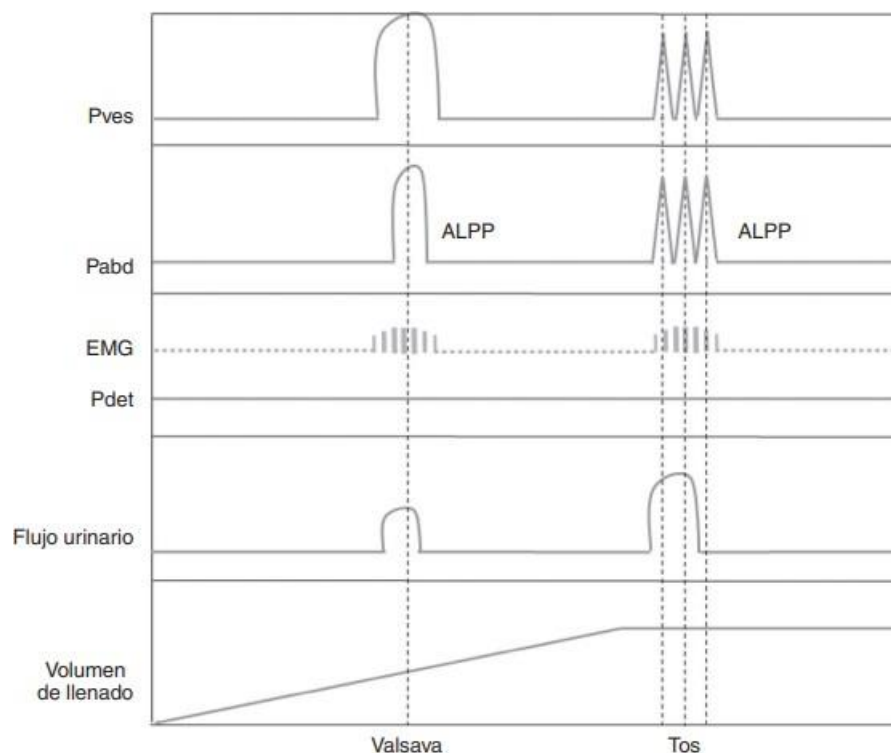 Pves
ALPP
ALPP
Pabd
EMG
Pdet
Flujo urinario
Volumen
de llenado
Valsava
Tos